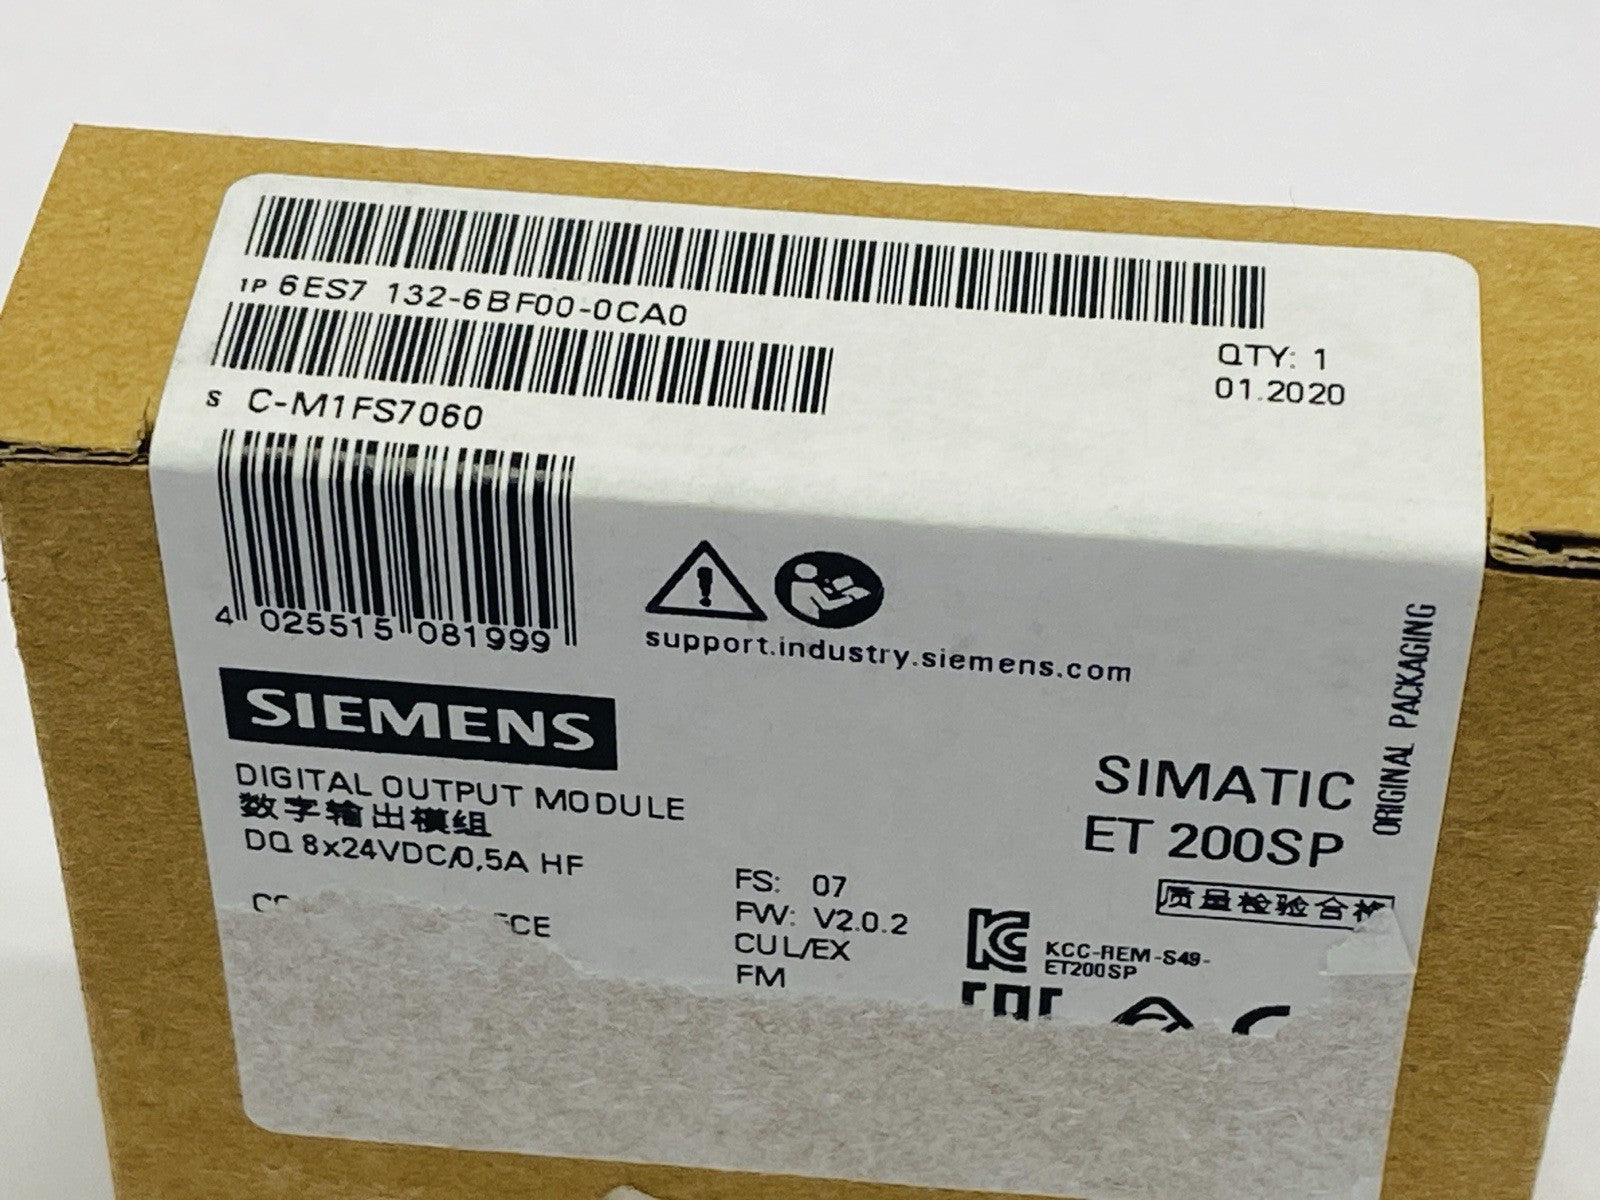 1P 6ES7 132-6BF00-0CA0
QTY: 1
01.2020
S C-M1FS7060
4 025515 081999
support.industry.siemens.com
ORIGINAL PACKAGING
SIEMENS
DIGITAL OUTPUT MODULE
数字输出模组
DQ 8x24VDC/0,5A HF
SIMATIC
ET 200SP
质量检验合格
FS: 07
FW: V2.0.2
CUL/EX
FM
KCC-REM-S49-
ET200SP